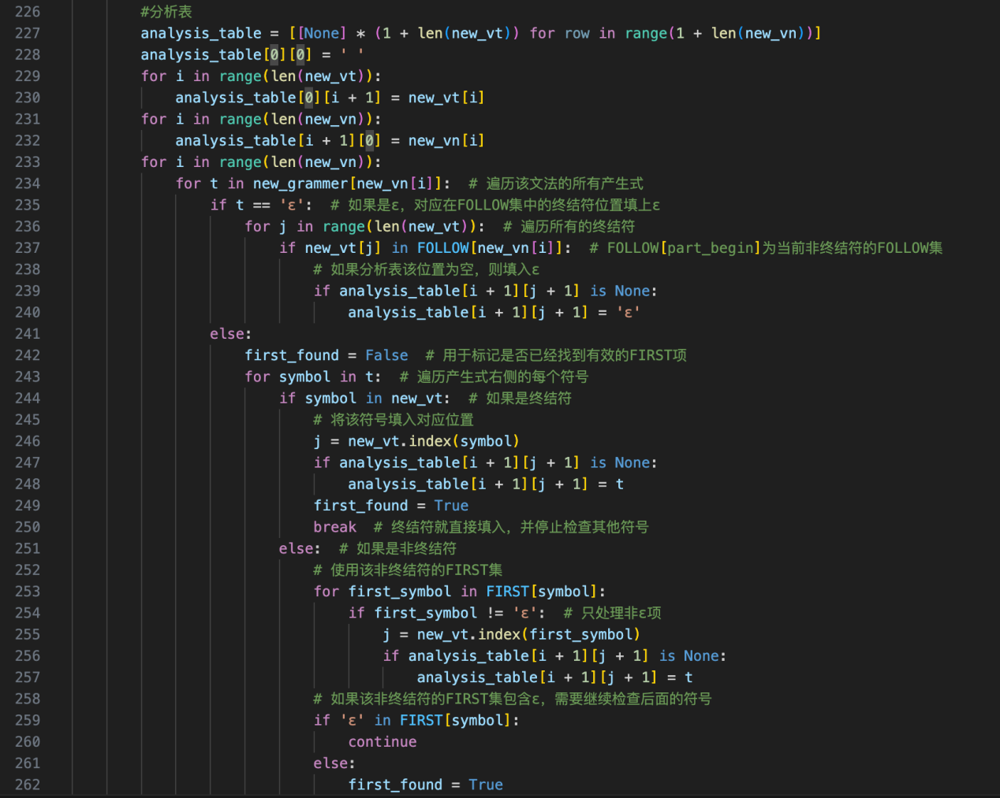 226 #分析表
227 analysis_table = [[None] * (1 + len(new_vt)) for row in range(1 + len(new_vn))]
228 analysis_table[0][0] = ' '
229 for i in range(len(new_vt)):
230 analysis_table[0][i + 1] = new_vt[i]
231 for i in range(len(new_vn)):
232 analysis_table[i + 1][0] = new_vn[i]
233 for i in range(len(new_vn)):
234 for t in new_grammer[new_vn[i]]:  # 遍历该文法的所有产生式
235 if t == 'ε':  # 如果是ε，对应在FOLLOW集中的终结符位置填上ε
236 for j in range(len(new_vt)):  # 遍历所有的终结符
237 if new_vt[j] in FOLLOW[new_vn[i]]:  # FOLLOW[part_begin]为当前非终结符的FOLLOW集
238 # 如果分析表该位置为空，则填入ε
239 if analysis_table[i + 1][j + 1] is None:
240 analysis_table[i + 1][j + 1] = 'ε'
241 else:
242 first_found = False  # 用于标记是否已经找到有效的FIRST项
243 for symbol in t:  # 遍历产生式右侧的每个符号
244 if symbol in new_vt:  # 如果是终结符
245 # 将该符号填入对应位置
246 j = new_vt.index(symbol)
247 if analysis_table[i + 1][j + 1] is None:
248 analysis_table[i + 1][j + 1] = t
249 first_found = True
250 break  # 终结符就直接填入，并停止检查其他符号
251 else:  # 如果是非终结符
252 # 使用该非终结符的FIRST集
253 for first_symbol in FIRST[symbol]:
254 if first_symbol != 'ε':  # 只处理非ε项
255 j = new_vt.index(first_symbol)
256 if analysis_table[i + 1][j + 1] is None:
257 analysis_table[i + 1][j + 1] = t
258 # 如果该非终结符的FIRST集包含ε，需要继续检查后面的符号
259 if 'ε' in FIRST[symbol]:
260 continue
261 else:
262 first_found = True